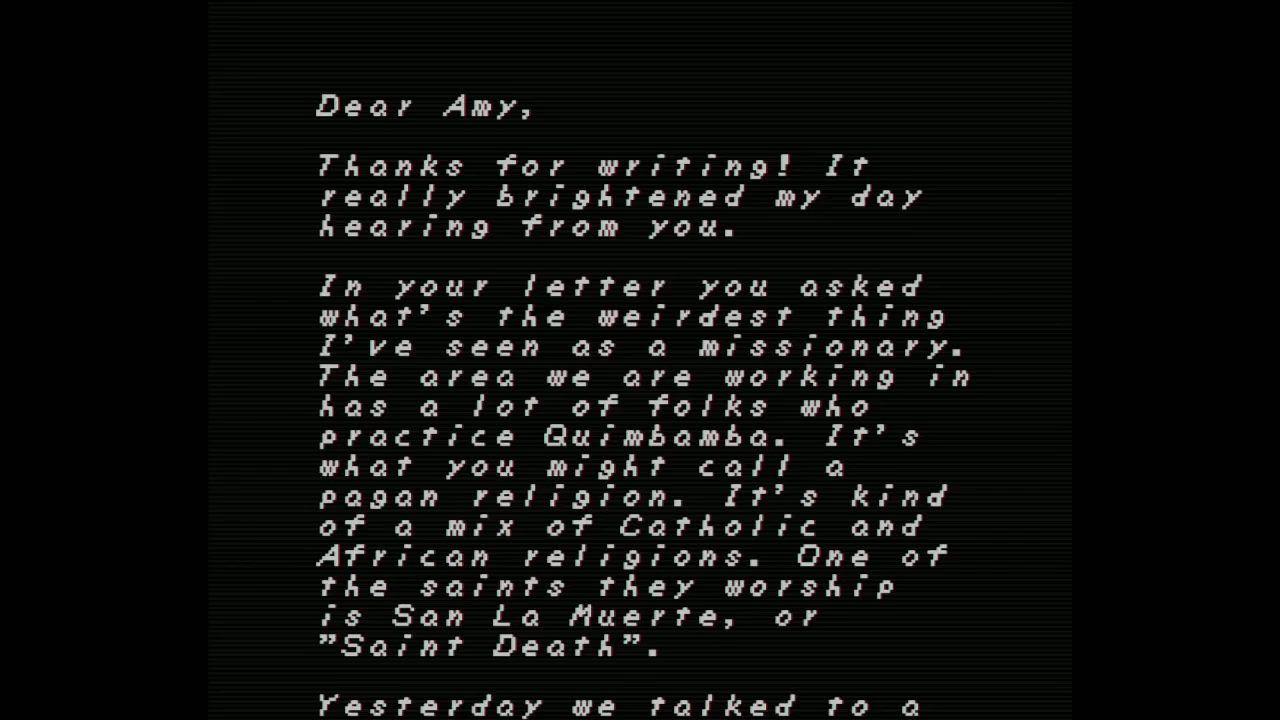 Dear Amy,
Thanks for writing! It
really brightened my day
hearing from you.
In your letter you asked
what's the weirdest thing
I've seen as a missionary.
The area we are working in
has a lot of folks who
practice Quimbamba. It's
what you might call a
pagan religion. It's kind
of a mix of Catholic and
African religions. One of
the saints they worship
is San La Muerte, or
"Saint Death".
Yesterday we talked to a